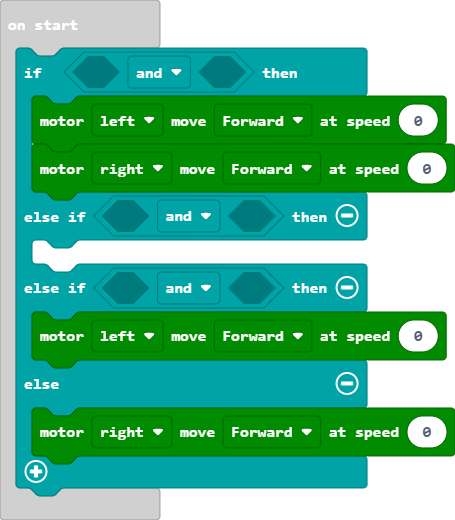 on start
if and then
motor left move Forward at speed 0
motor right move Forward at speed 0
else if and then
else if and then
motor left move Forward at speed 0
else
motor right move Forward at speed 0